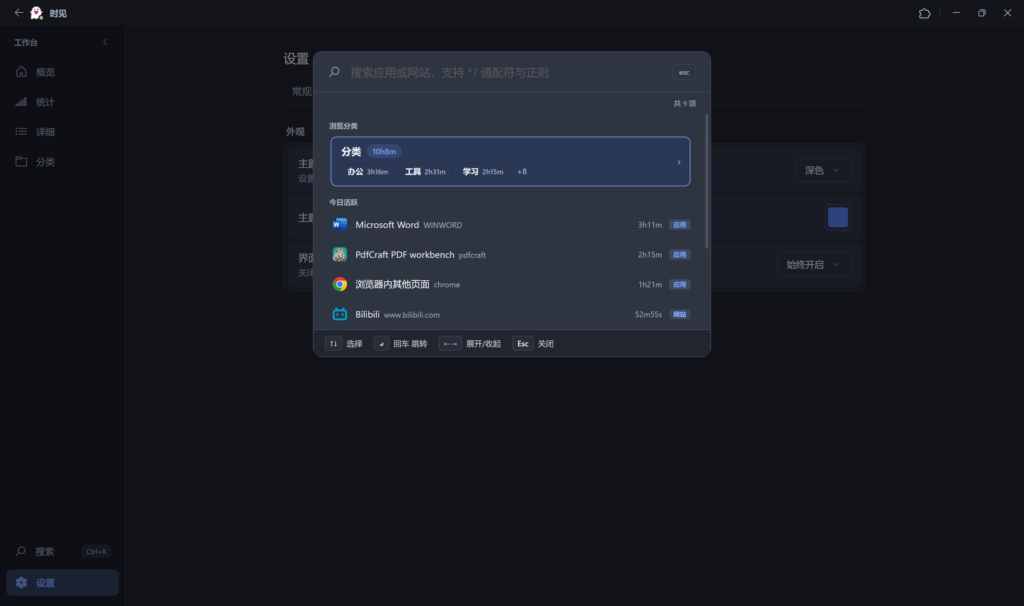 时见
工作台
概览
统计
详细
分类
搜索 Ctrl+K
设置
设置
常规
外观
主题
设置
深色
主题
界面
关闭
始终开启
搜索应用或网站，支持 *? 通配符与正则 esc
共 9 项
浏览分类
分类 10h8m
办公 3h16m 工具 2h31m 学习 2h15m +8
今日活跃
Microsoft Word WINWORD 3h11m 应用
PdfCraft PDF workbench pdfcraft 2h15m 应用
浏览器内其他页面 chrome 1h21m 应用
Bilibili www.bilibili.com 52m55s 网站
↑↓ 选择 ↵ 回车 跳转 ←→ 展开/收起 Esc 关闭